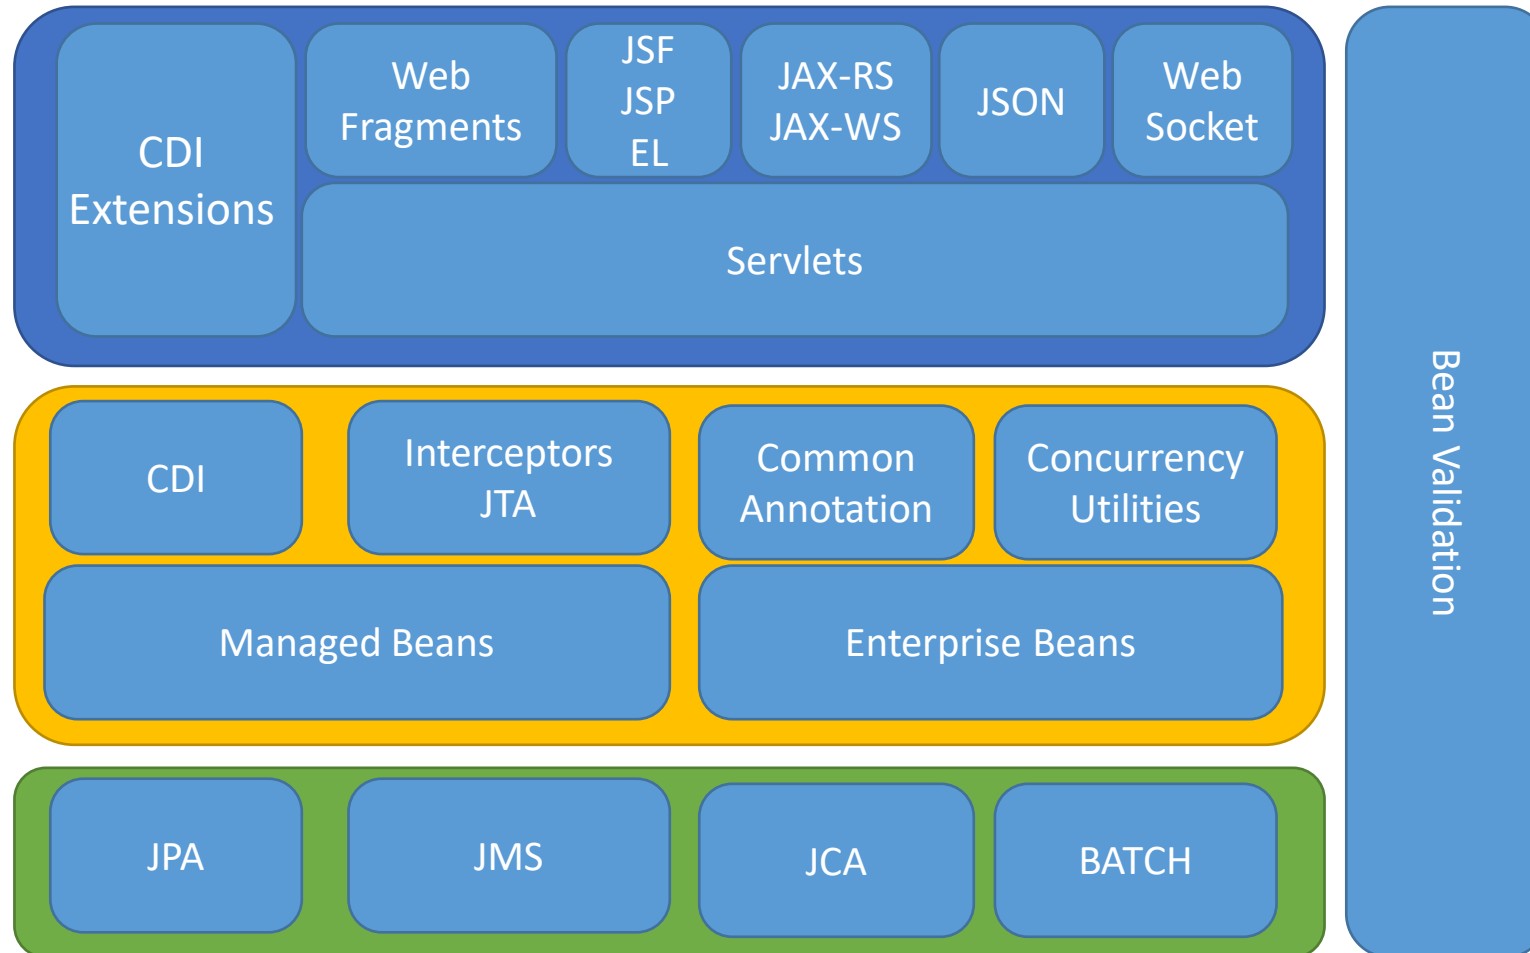 CDI
Extensions
Web
Fragments
JSF
JSP
EL
JAX-RS
JAX-WS
JSON
Web
Socket
Servlets
CDI
Interceptors
JTA
Common
Annotation
Concurrency
Utilities
Managed Beans
Enterprise Beans
JPA
JMS
JCA
BATCH
Bean Validation